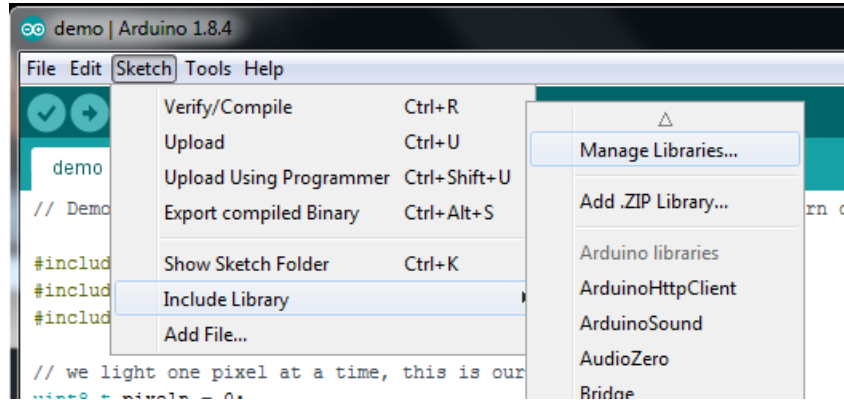 demo | Arduino 1.8.4
File Edit Sketch Tools Help
Verify/Compile Ctrl+R
Upload Ctrl+U
Upload Using Programmer Ctrl+Shift+U
Export compiled Binary Ctrl+Alt+S
Show Sketch Folder Ctrl+K
Include Library
Add File...
Manage Libraries...
Add .ZIP Library...
Arduino libraries
ArduinoHttpClient
ArduinoSound
AudioZero
Bridge
demo
// Demo
#includ
#includ
#includ
// we light one pixel at a time, this is our
uint8_t pixeln = 0;